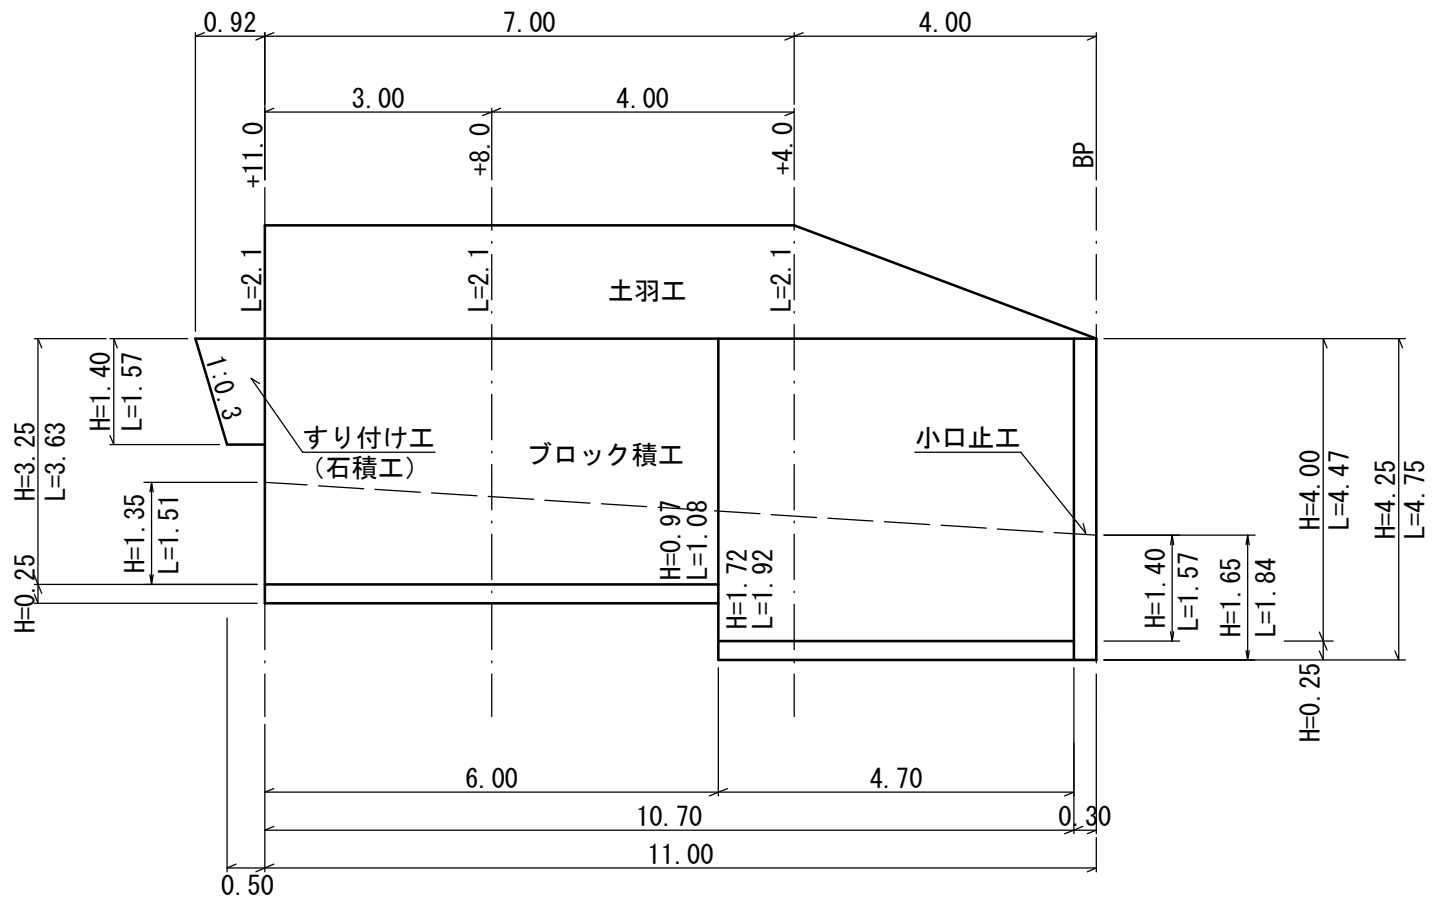 0.92
7.00
4.00
3.00
4.00
+11.0
+8.0
+4.0
BP
L=2.1
L=2.1
L=2.1
土羽工
1:0.3
H=1.40
L=1.57
H=3.25
L=3.63
すり付け工
(石積工)
ブロック積工
小口止工
H=4.00
L=4.47
H=4.25
L=4.75
H=1.35
L=1.51
H=0.97
L=1.08
H=1.72
L=1.92
H=1.40
L=1.57
H=1.65
L=1.84
H=0.25
H=0.25
6.00
4.70
10.70
0.30
11.00
0.50